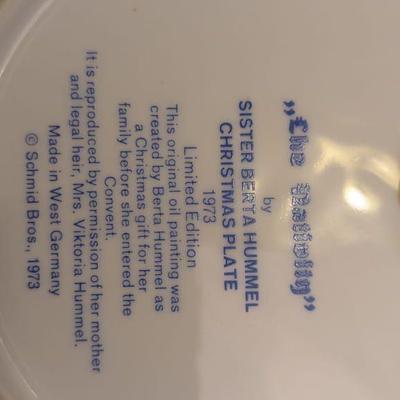 „The Nativity”
by
SISTER BERTA HUMMEL
CHRISTMAS PLATE
1973
Limited Edition
This original oil painting was
created by Berta Hummel as
a Christmas gift for her
family before she entered the
Convent.
It is reproduced by permission of her mother
and legal heir, Mrs. Viktoria Hummel.
Made in West Germany
© Schmid Bros., 1973